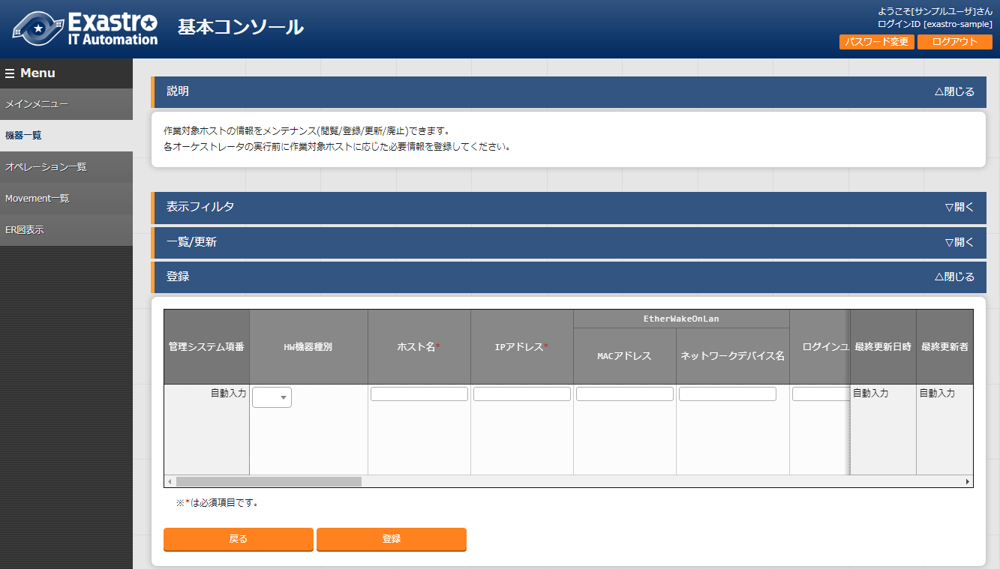 Exastro
IT Automation
基本コンソール
ようこそ[サンプルユーザ]さん
ログインID [exastro-sample]
パスワード変更
ログアウト
Menu
メインメニュー
機器一覧
オペレーション一覧
Movement一覧
ER図表示
説明
△閉じる
作業対象ホストの情報をメンテナンス(閲覧/登録/更新/廃止)できます。
各オーケストレータの実行前に作業対象ホストに応じた必要情報を登録してください。
表示フィルタ
▽開く
一覧/更新
▽開く
登録
△閉じる
管理システム項番
HW機器種別
ホスト名*
IPアドレス*
EtherWakeOnLan
MACアドレス
ネットワークデバイス名
ログインユ
最終更新日時
最終更新者
自動入力
自動入力
自動入力
※*は必須項目です。
戻る
登録